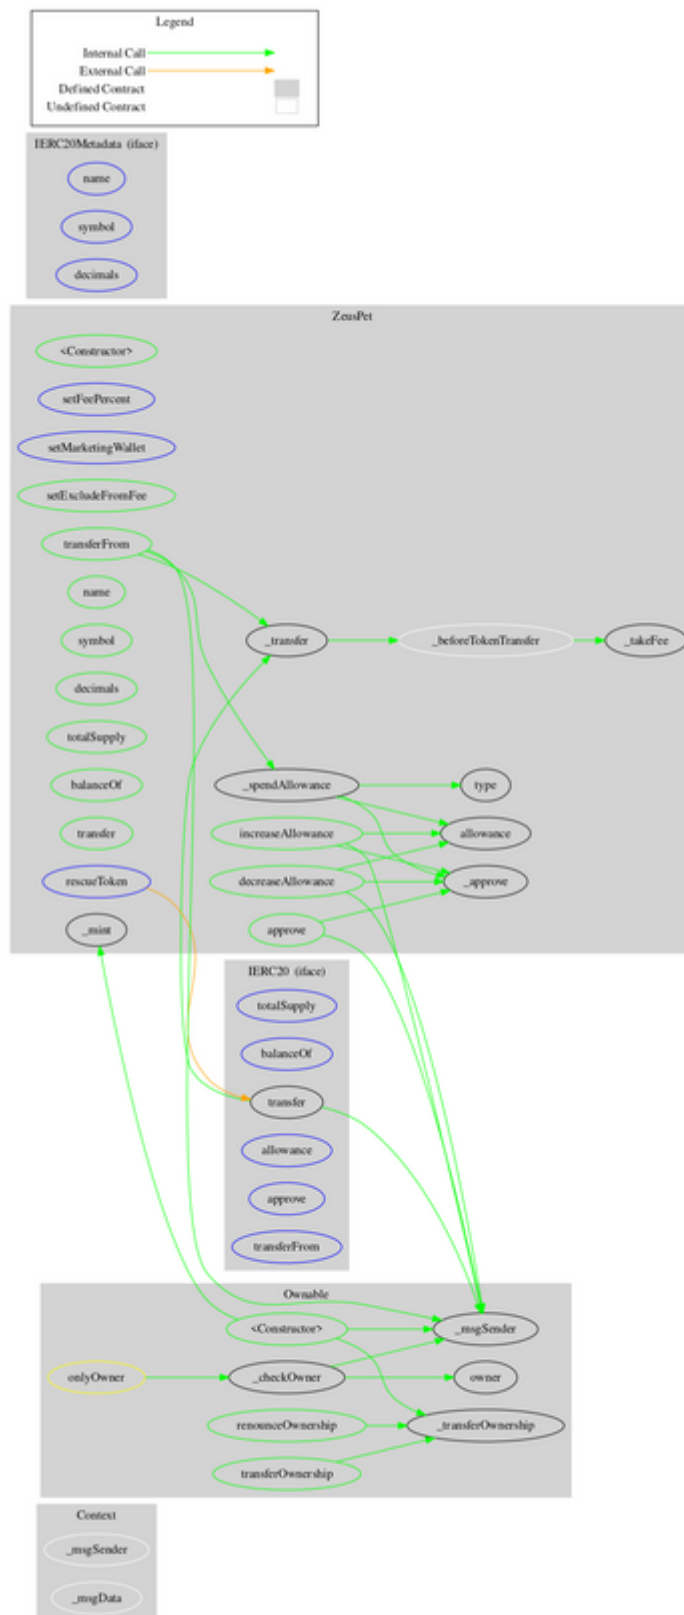 Legend
Internal Call
External Call
Defined Contract
Undefined Contract
IERC20Metadata (iface)
name
symbol
decimals
ZeusPet
<Constructor>
setFeePercent
setMarketingWallet
setExcludeFromFee
transferFrom
name
_transfer
_beforeTokenTransfer
_takeFee
symbol
decimals
totalSupply
balanceOf
_spendAllowance
type
transfer
increaseAllowance
allowance
rescueToken
decreaseAllowance
_approve
_mint
approve
IERC20 (iface)
totalSupply
balanceOf
transfer
allowance
approve
transferFrom
Ownable
<Constructor>
_msgSender
onlyOwner
_checkOwner
owner
renounceOwnership
_transferOwnership
transferOwnership
Context
_msgSender
_msgData